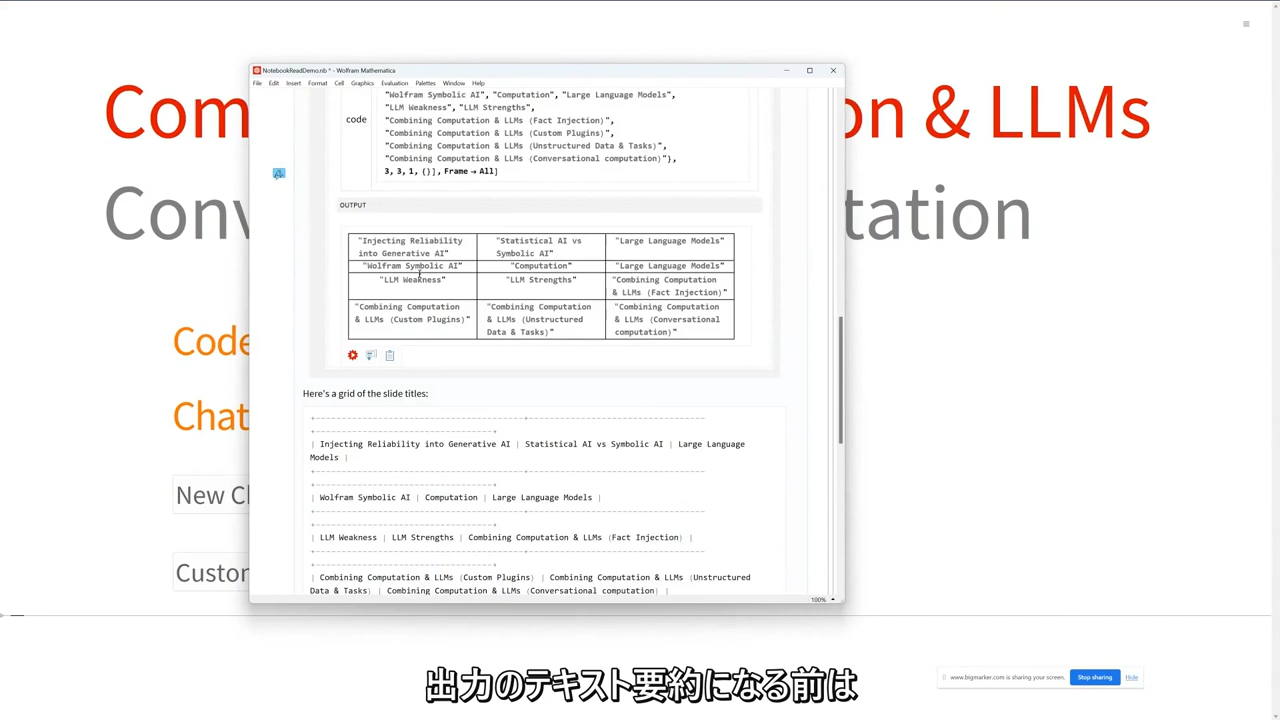 Com
on & LLMs
Conv
tation
Code
Chat
New Ch
Custom
NotebookReadDemo.nb * - Wolfram Mathematica
File Edit Insert Format Cell Graphics Evaluation Palettes Window Help
code
"Wolfram Symbolic AI", "Computation", "Large Language Models",
"LLM Weakness", "LLM Strengths",
"Combining Computation & LLMs (Fact Injection)",
"Combining Computation & LLMs (Custom Plugins)",
"Combining Computation & LLMs (Unstructured Data & Tasks)",
"Combining Computation & LLMs (Conversational computation)"},
3, 3, 1, {}], Frame → All]
OUTPUT
"Injecting Reliability into Generative AI" "Statistical AI vs Symbolic AI" "Large Language Models"
"Wolfram Symbolic AI" "Computation" "Large Language Models"
"LLM Weakness" "LLM Strengths" "Combining Computation & LLMs (Fact Injection)"
"Combining Computation & LLMs (Custom Plugins)" "Combining Computation & LLMs (Unstructured Data & Tasks)" "Combining Computation & LLMs (Conversational computation)"
Here's a grid of the slide titles:
| Injecting Reliability into Generative AI | Statistical AI vs Symbolic AI | Large Language
Models |
| Wolfram Symbolic AI | Computation | Large Language Models |
| LLM Weakness | LLM Strengths | Combining Computation & LLMs (Fact Injection) |
| Combining Computation & LLMs (Custom Plugins) | Combining Computation & LLMs (Unstructured
Data & Tasks) | Combining Computation & LLMs (Conversational computation) |
100%
www.bigmarker.com is sharing your screen. Stop sharing Hide
出力のテキスト要約になる前は